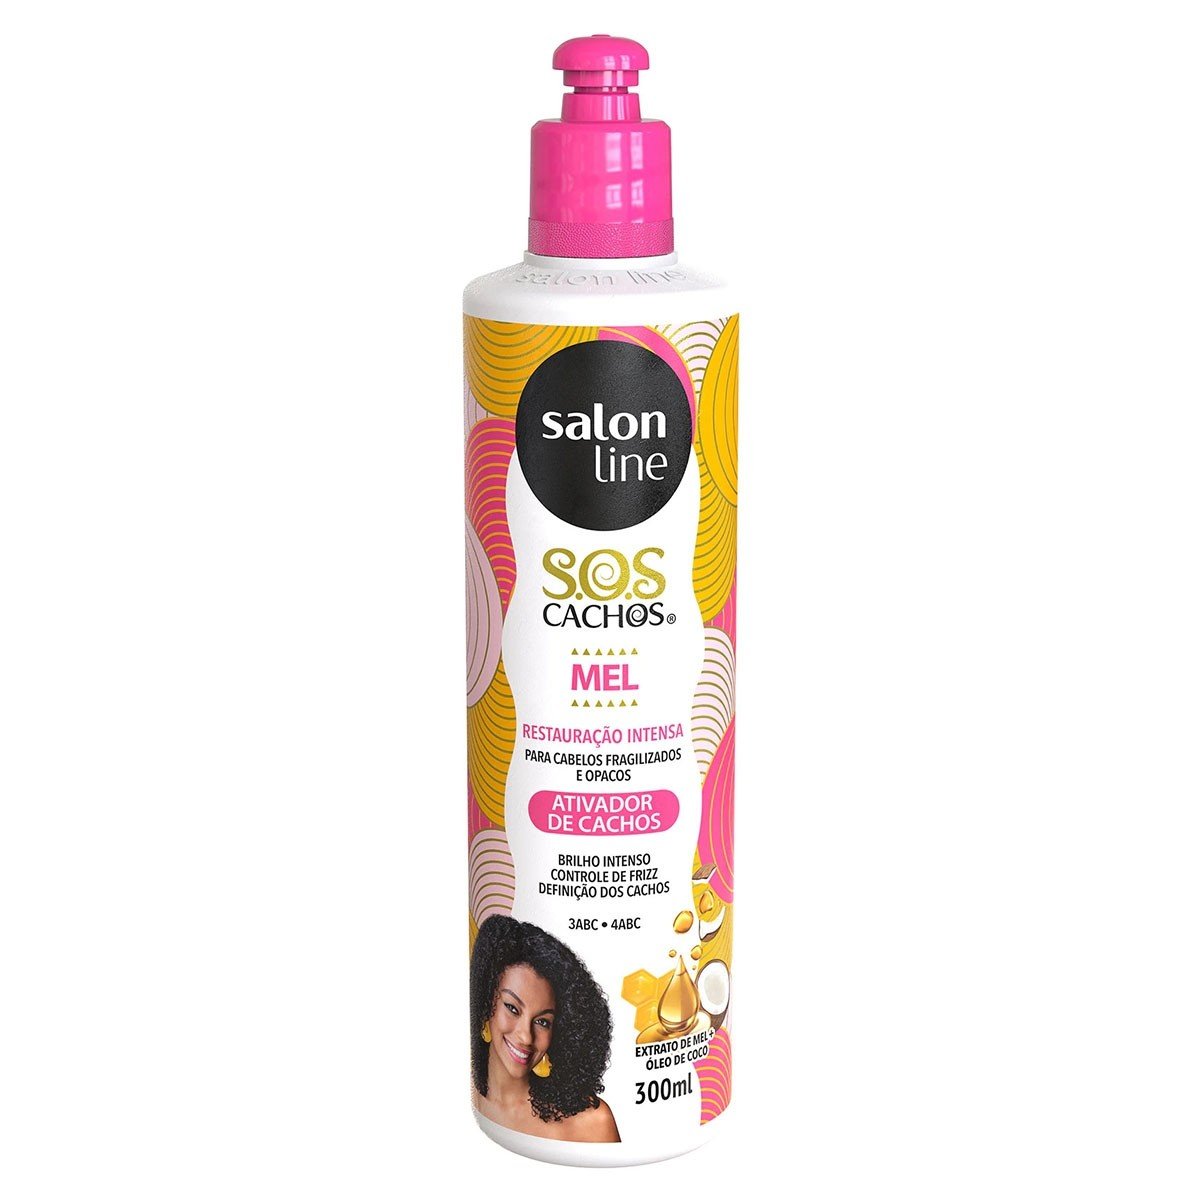 salon line
salon
line
S.O.S
CACHOS®
MEL
RESTAURAÇÃO INTENSA
PARA CABELOS FRAGILIZADOS
E OPACOS
ATIVADOR
DE CACHOS
BRILHO INTENSO
CONTROLE DE FRIZZ
DEFINIÇÃO DOS CACHOS
3ABC • 4ABC
EXTRATO DE MEL +
ÓLEO DE COCO
300ml